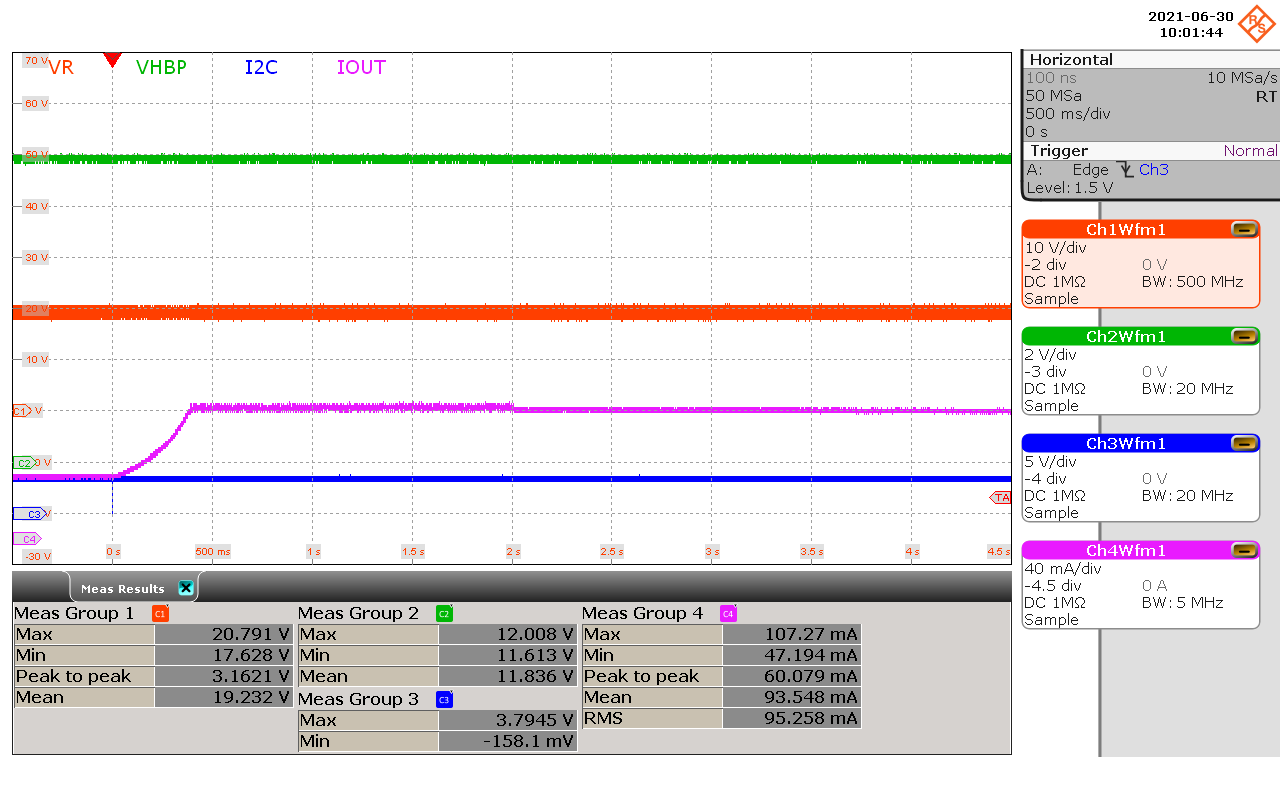 2021-06-30
10:01:44
R&S
70 V VR VHBP I2C IOUT
60 V
50 V
40 V
30 V
20 V
10 V
C1 V
C2 0 V
C3 V
C4
TA
-30 V 0 s 500 ms 1 s 1.5 s 2 s 2.5 s 3 s 3.5 s 4 s 4.5 s
Horizontal
100 ns 10 MSa/s
50 MSa RT
500 ms/div
0 s
Trigger Normal
A: Edge Ch3
Level: 1.5 V
Ch1Wfm1
10 V/div
-2 div 0 V
DC 1MΩ BW: 500 MHz
Sample
Ch2Wfm1
2 V/div
-3 div 0 V
DC 1MΩ BW: 20 MHz
Sample
Ch3Wfm1
5 V/div
-4 div 0 V
DC 1MΩ BW: 20 MHz
Sample
Ch4Wfm1
40 mA/div
-4.5 div 0 A
DC 1MΩ BW: 5 MHz
Sample
Meas Results
Meas Group 1 C1
Max 20.791 V
Min 17.628 V
Peak to peak 3.1621 V
Mean 19.232 V
Meas Group 2 C2
Max 12.008 V
Min 11.613 V
Mean 11.836 V
Meas Group 3 C3
Max 3.7945 V
Min -158.1 mV
Meas Group 4 C4
Max 107.27 mA
Min 47.194 mA
Peak to peak 60.079 mA
Mean 93.548 mA
RMS 95.258 mA